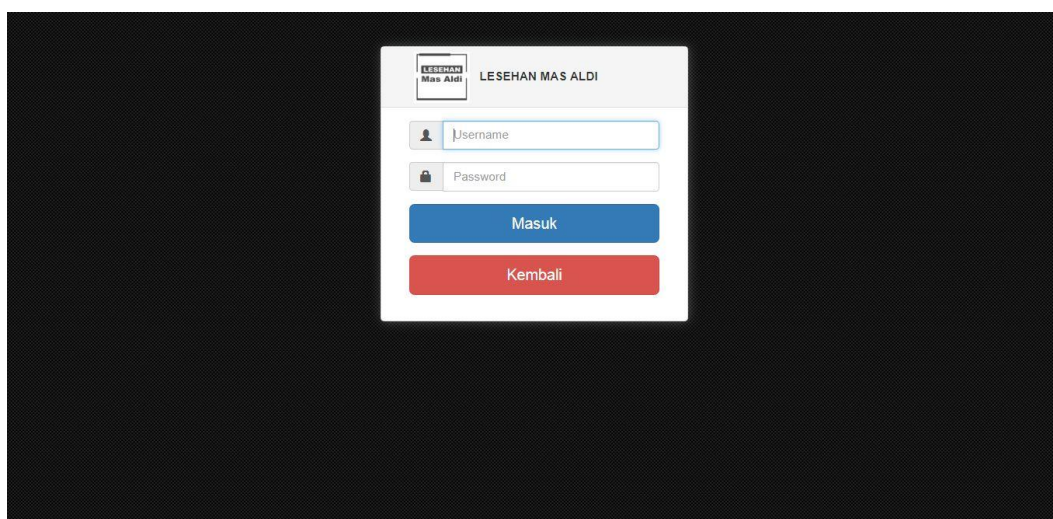 LESEHAN
Mas Aldi
LESEHAN MAS ALDI
Username
Password
Masuk
Kembali